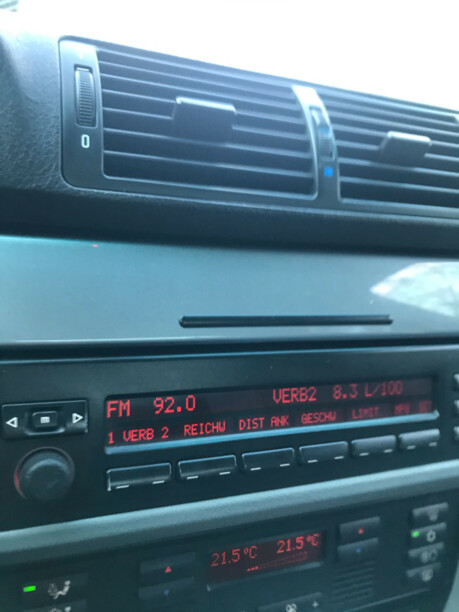 0
FM 92.0 VERB2 8.3 L/100
1 VERB 2 REICHW DIST ANK GESCHW LIMIT
m
21.5°C 21.5°C